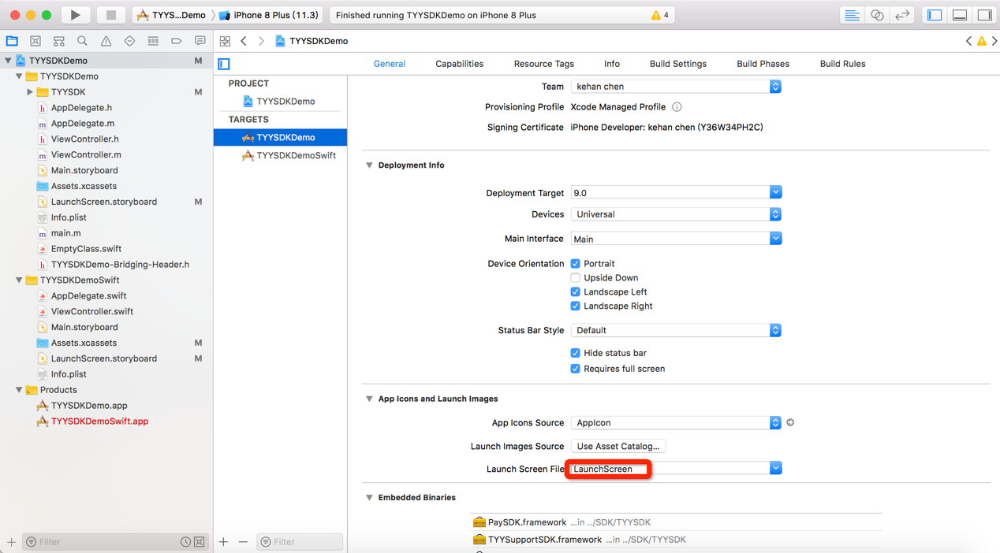 TYYS...Demo iPhone 8 Plus (11.3) Finished running TYYSDKDemo on iPhone 8 Plus 4
TYYSDKDemo
TYYSDKDemo M
TYYSDKDemo
TYYSDK M
AppDelegate.h
AppDelegate.m
ViewController.h
ViewController.m
Main.storyboard
Assets.xcassets
LaunchScreen.storyboard M
Info.plist
main.m
EmptyClass.swift
TYYSDKDemo-Bridging-Header.h
TYYSDKDemoSwift
AppDelegate.swift
ViewController.swift
Main.storyboard
Assets.xcassets M
LaunchScreen.storyboard M
Info.plist
Products
TYYSDKDemo.app
TYYSDKDemoSwift.app
Filter
General Capabilities Resource Tags Info Build Settings Build Phases Build Rules
PROJECT
TYYSDKDemo
TARGETS
TYYSDKDemo
TYYSDKDemoSwift
Filter
Team kehan chen
Provisioning Profile Xcode Managed Profile
Signing Certificate iPhone Developer: kehan chen (Y36W34PH2C)
Deployment Info
Deployment Target 9.0
Devices Universal
Main Interface Main
Device Orientation Portrait
Upside Down
Landscape Left
Landscape Right
Status Bar Style Default
Hide status bar
Requires full screen
App Icons and Launch Images
App Icons Source AppIcon
Launch Images Source Use Asset Catalog...
Launch Screen File LaunchScreen
Embedded Binaries
PaySDK.framework ...in ../SDK/TYYSDK
TYYSupportSDK.framework ...in ../SDK/TYYSDK